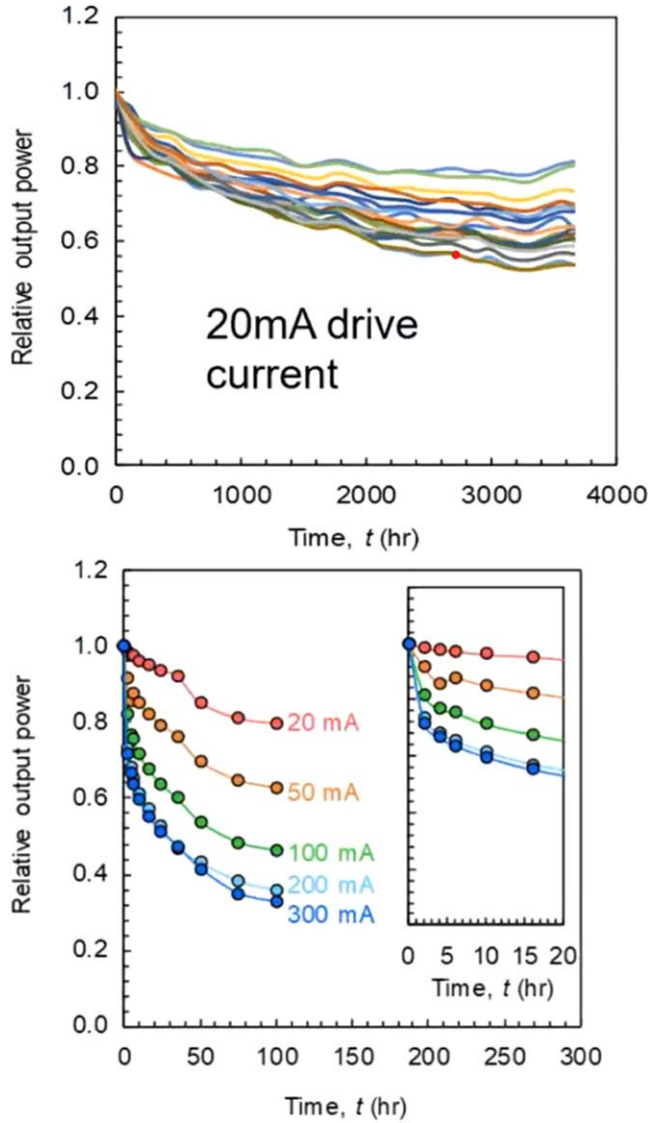 1.2
1.0
0.8
0.6
0.4
0.2
0.0
Relative output power
20mA drive
current
0 1000 2000 3000 4000
Time, t (hr)
1.2
1.0
0.8
0.6
0.4
0.2
0.0
Relative output power
20 mA
50 mA
100 mA
200 mA
300 mA
0 5 10 15 20
Time, t (hr)
0 50 100 150 200 250 300
Time, t (hr)